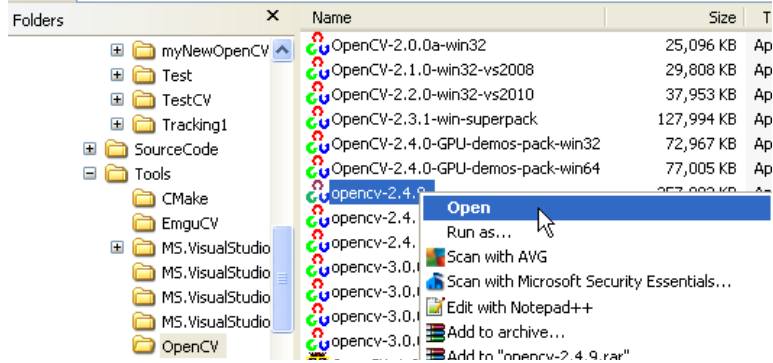 Folders
myNewOpenCV
Test
TestCV
Tracking1
SourceCode
Tools
CMake
EmguCV
MS.VisualStudio
MS.VisualStudio
MS.VisualStudio
MS.VisualStudio
OpenCV
Name Size
OpenCV-2.0.0a-win32 25,096 KB Ap
OpenCV-2.1.0-win32-vs2008 29,808 KB Ap
OpenCV-2.2.0-win32-vs2010 37,953 KB Ap
OpenCV-2.3.1-win-superpack 127,994 KB Ap
OpenCV-2.4.0-GPU-demos-pack-win32 72,967 KB Ap
OpenCV-2.4.0-GPU-demos-pack-win64 77,005 KB Ap
opencv-2.4.9
opencv-2.4.
opencv-2.4.
opencv-3.0.
opencv-3.0.
opencv-3.0.
Open
Run as...
Scan with AVG
Scan with Microsoft Security Essentials...
Edit with Notepad++
Add to archive...
Add to "opencv-2.4.9.rar"